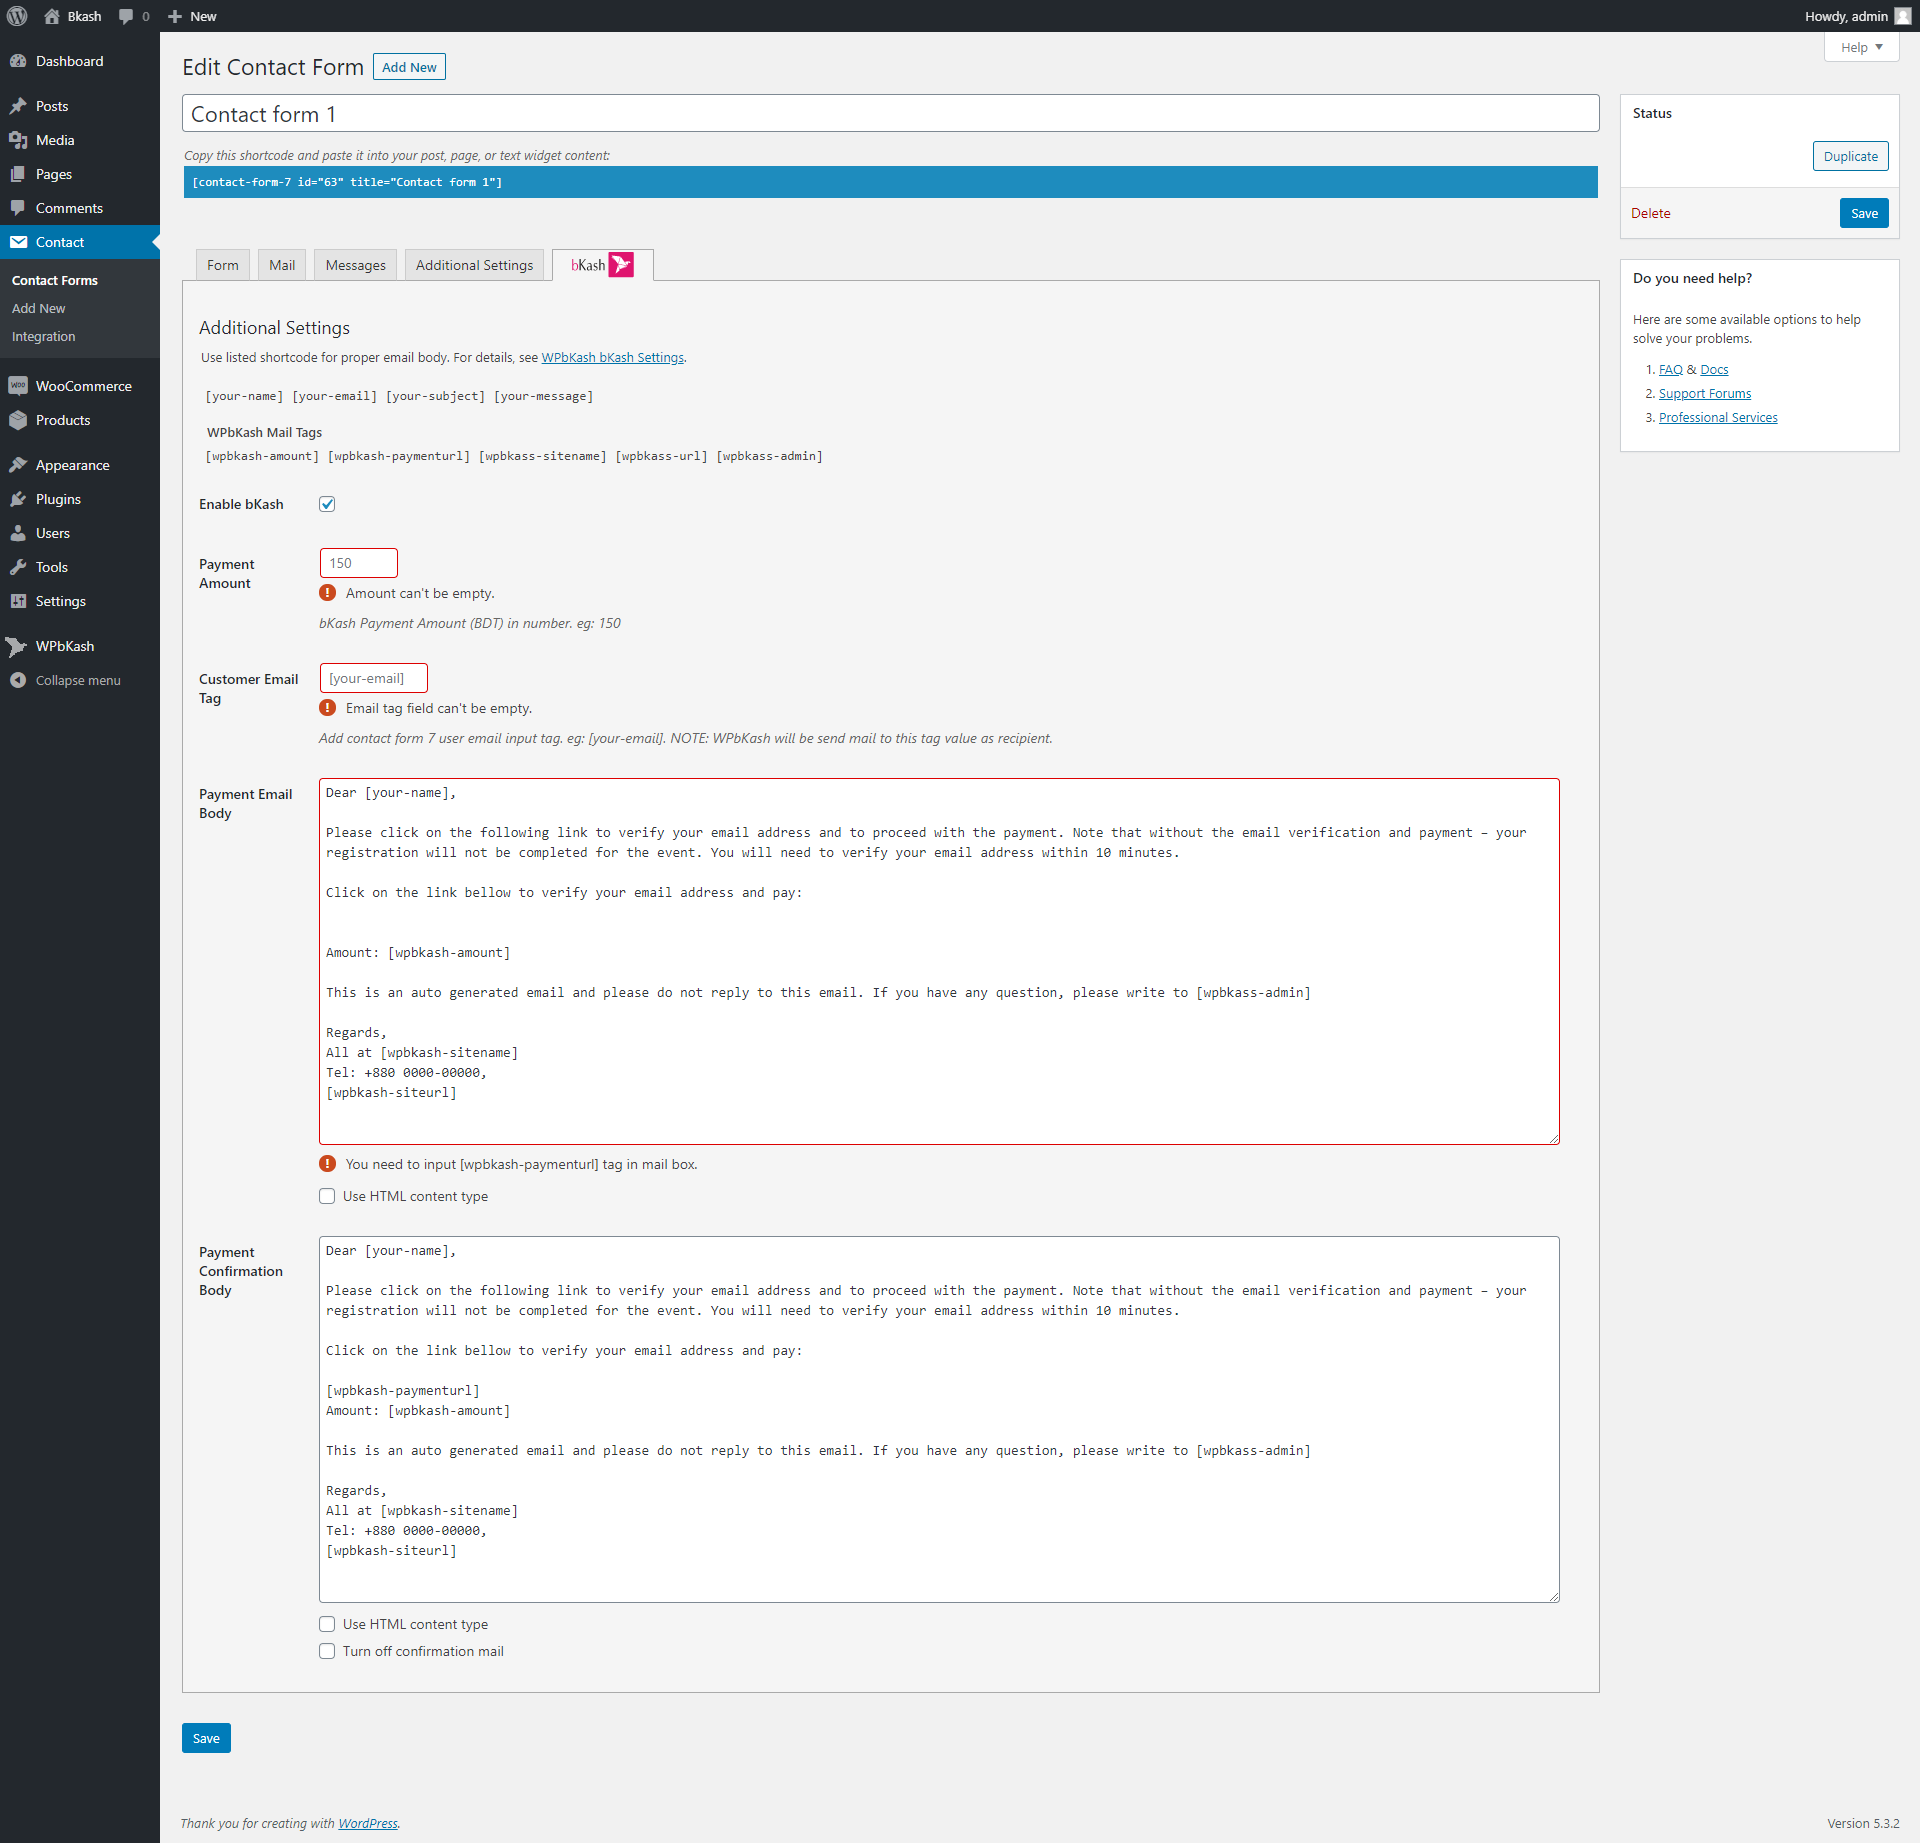 Bkash
0
New
Howdy, admin
Dashboard
Posts
Media
Pages
Comments
Contact
Contact Forms
Add New
Integration
WooCommerce
Products
Appearance
Plugins
Users
Tools
Settings
WPbKash
Collapse menu
Help
Edit Contact Form
Add New
Contact form 1
Copy this shortcode and paste it into your post, page, or text widget content:
[contact-form-7 id="63" title="Contact form 1"]
Form
Mail
Messages
Additional Settings
bKash
Additional Settings
Use listed shortcode for proper email body. For details, see WPbKash bKash Settings.
[your-name] [your-email] [your-subject] [your-message]
WPbKash Mail Tags
[wpbkash-amount] [wpbkash-paymenturl] [wpbkass-sitename] [wpbkass-url] [wpbkass-admin]
Enable bKash
Payment
Amount
150
Amount can't be empty.
bKash Payment Amount (BDT) in number. eg: 150
Customer Email
Tag
[your-email]
Email tag field can't be empty.
Add contact form 7 user email input tag. eg: [your-email]. NOTE: WPbKash will be send mail to this tag value as recipient.
Payment Email
Body
Dear [your-name],
Please click on the following link to verify your email address and to proceed with the payment. Note that without the email verification and payment – your
registration will not be completed for the event. You will need to verify your email address within 10 minutes.
Click on the link bellow to verify your email address and pay:
Amount: [wpbkash-amount]
This is an auto generated email and please do not reply to this email. If you have any question, please write to [wpbkass-admin]
Regards,
All at [wpbkash-sitename]
Tel: +880 0000-00000,
[wpbkash-siteurl]
You need to input [wpbkash-paymenturl] tag in mail box.
Use HTML content type
Payment
Confirmation
Body
Dear [your-name],
Please click on the following link to verify your email address and to proceed with the payment. Note that without the email verification and payment – your
registration will not be completed for the event. You will need to verify your email address within 10 minutes.
Click on the link bellow to verify your email address and pay:
[wpbkash-paymenturl]
Amount: [wpbkash-amount]
This is an auto generated email and please do not reply to this email. If you have any question, please write to [wpbkass-admin]
Regards,
All at [wpbkash-sitename]
Tel: +880 0000-00000,
[wpbkash-siteurl]
Use HTML content type
Turn off confirmation mail
Save
Status
Duplicate
Delete
Save
Do you need help?
Here are some available options to help
solve your problems.
1. FAQ & Docs
2. Support Forums
3. Professional Services
Thank you for creating with WordPress.
Version 5.3.2